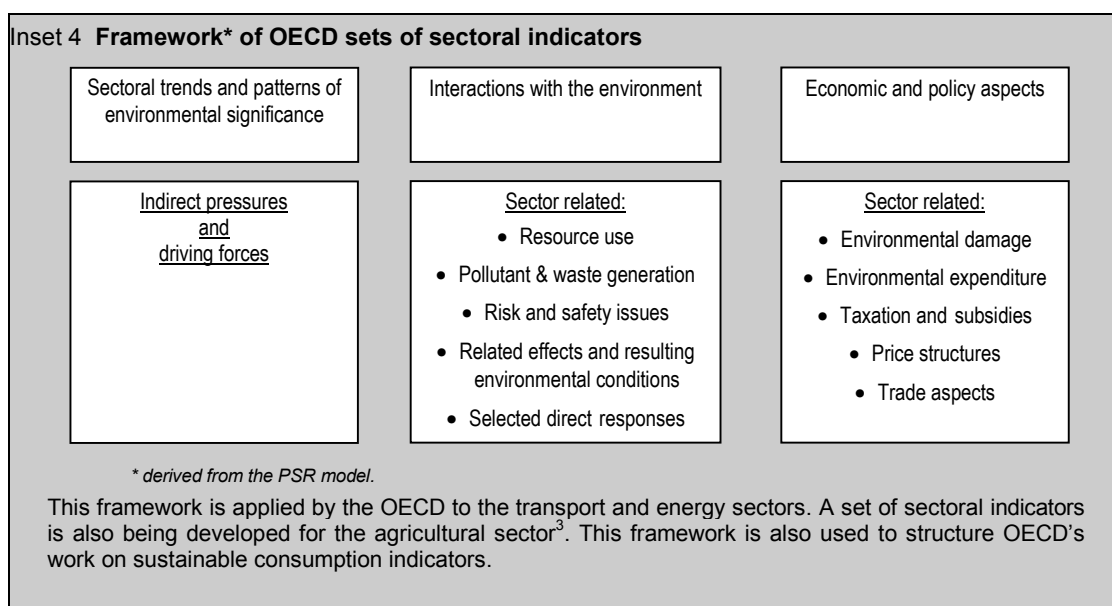 Inset 4 Framework* of OECD sets of sectoral indicators
Sectoral trends and patterns of
environmental significance
Indirect pressures
and
driving forces
Interactions with the environment
Sector related:
• Resource use
• Pollutant & waste generation
• Risk and safety issues
• Related effects and resulting
environmental conditions
• Selected direct responses
Economic and policy aspects
Sector related:
• Environmental damage
• Environmental expenditure
• Taxation and subsidies
• Price structures
• Trade aspects
* derived from the PSR model.
This framework is applied by the OECD to the transport and energy sectors. A set of sectoral indicators
is also being developed for the agricultural sector³. This framework is also used to structure OECD's
work on sustainable consumption indicators.